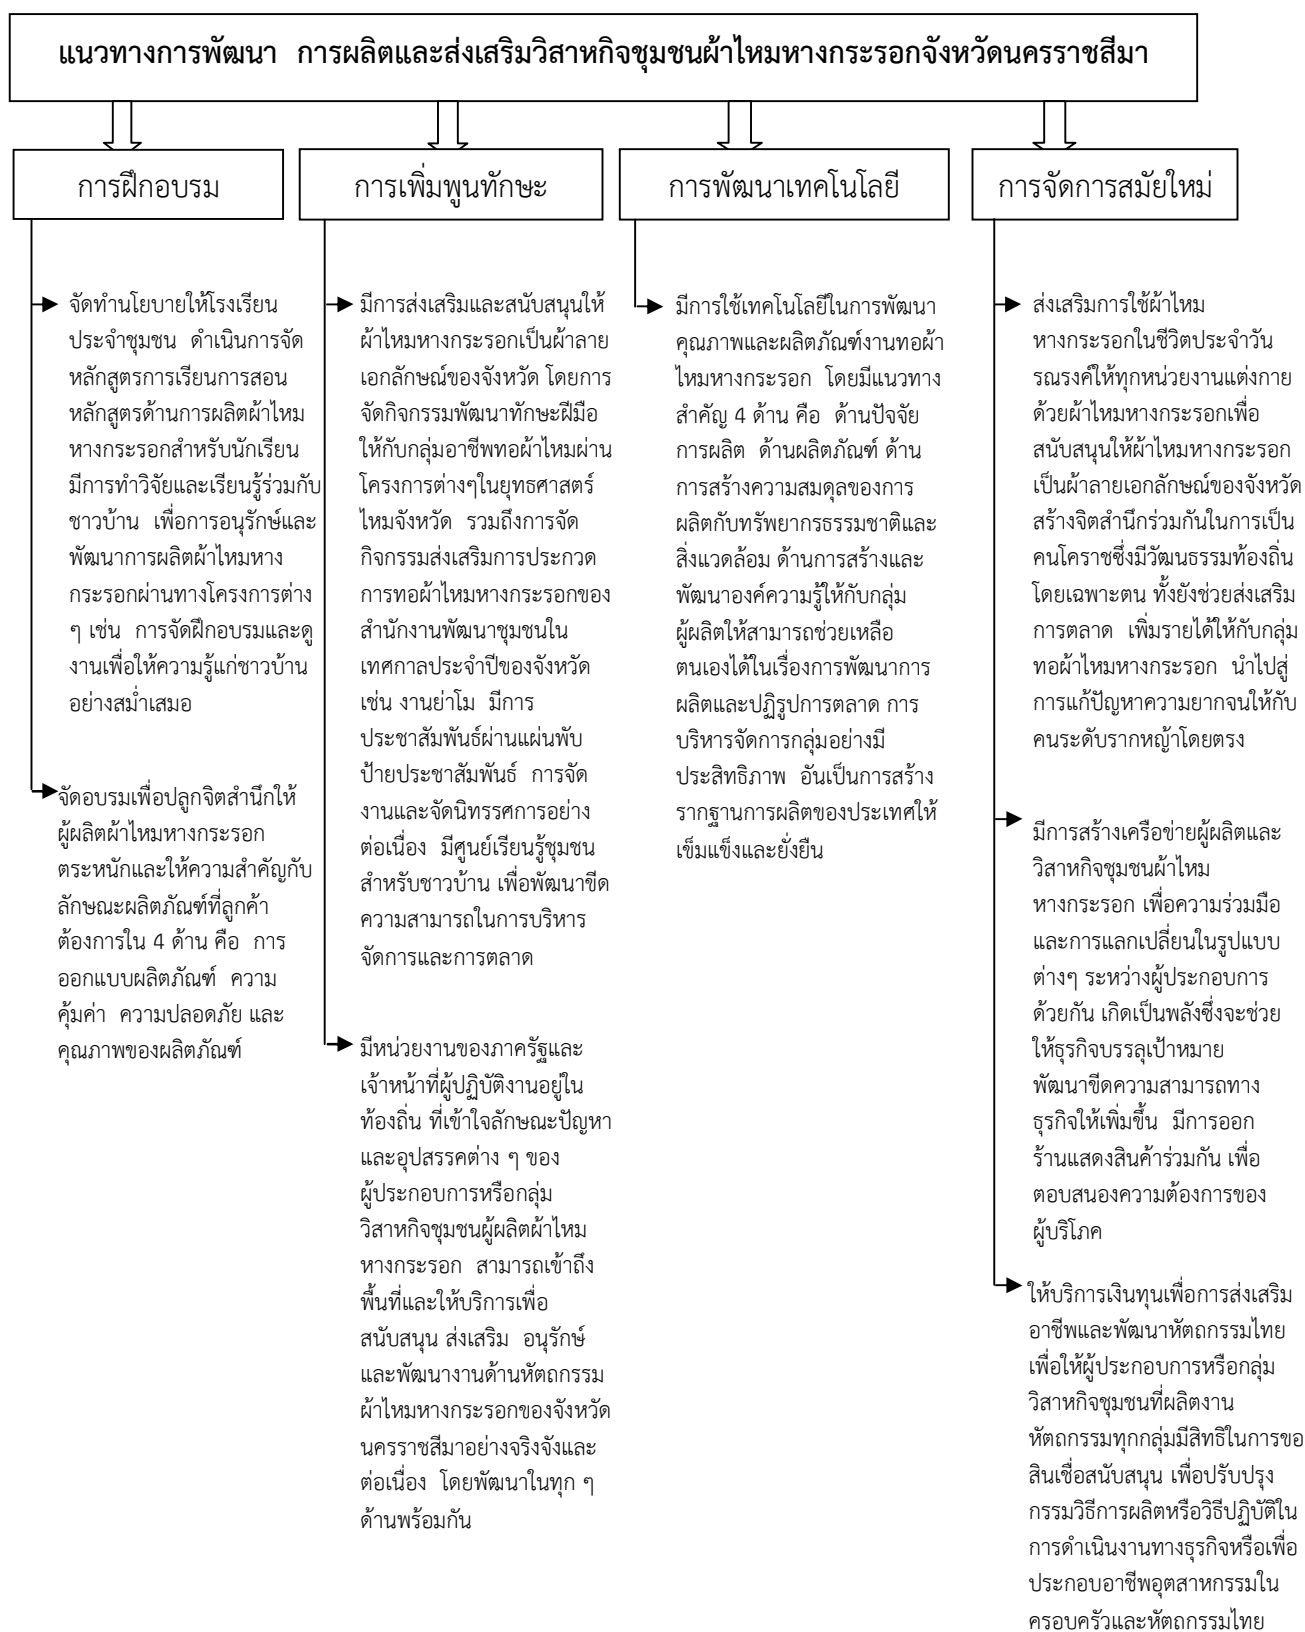 แนวทางการพัฒนา การผลิตและส่งเสริมวิสาหกิจชุมชนผ้าไหมหางกระรอกจังหวัดนครราชสีมา
การฝึกอบรม
จัดทำนโยบายให้โรงเรียน
ประจำชุมชน ดำเนินการจัด
หลักสูตรการเรียนการสอน
หลักสูตรด้านการผลิตผ้าไหม
หางกระรอกสำหรับนักเรียน
มีการทำวิจัยและเรียนรู้ร่วมกับ
ชาวบ้าน เพื่อการอนุรักษ์และ
พัฒนาการผลิตผ้าไหมหาง
กระรอกผ่านทางโครงการต่าง
ๆ เช่น การจัดฝึกอบรมและดู
งานเพื่อให้ความรู้แก่ชาวบ้าน
อย่างสม่ำเสมอ
จัดอบรมเพื่อปลูกจิตสำนึกให้
ผู้ผลิตผ้าไหมหางกระรอก
ตระหนักและให้ความสำคัญกับ
ลักษณะผลิตภัณฑ์ที่ลูกค้า
ต้องการใน 4 ด้าน คือ การ
ออกแบบผลิตภัณฑ์ ความ
คุ้มค่า ความปลอดภัย และ
คุณภาพของผลิตภัณฑ์
การเพิ่มพูนทักษะ
มีการส่งเสริมและสนับสนุนให้
ผ้าไหมหางกระรอกเป็นผ้าลาย
เอกลักษณ์ของจังหวัด โดยการ
จัดกิจกรรมพัฒนาทักษะฝีมือ
ให้กับกลุ่มอาชีพทอผ้าไหมผ่าน
โครงการต่างๆในยุทธศาสตร์
ไหมจังหวัด รวมถึงการจัด
กิจกรรมส่งเสริมการประกวด
การทอผ้าไหมหางกระรอกของ
สำนักงานพัฒนาชุมชนใน
เทศกาลประจำปีของจังหวัด
เช่น งานย่าโม มีการ
ประชาสัมพันธ์ผ่านแผ่นพับ
ป้ายประชาสัมพันธ์ การจัด
งานและจัดนิทรรศการอย่าง
ต่อเนื่อง มีศูนย์เรียนรู้ชุมชน
สำหรับชาวบ้าน เพื่อพัฒนาขีด
ความสามารถในการบริหาร
จัดการและการตลาด
มีหน่วยงานของภาครัฐและ
เจ้าหน้าที่ผู้ปฏิบัติงานอยู่ใน
ท้องถิ่น ที่เข้าใจลักษณะปัญหา
และอุปสรรคต่าง ๆ ของ
ผู้ประกอบการหรือกลุ่ม
วิสาหกิจชุมชนผู้ผลิตผ้าไหม
หางกระรอก สามารถเข้าถึง
พื้นที่และให้บริการเพื่อ
สนับสนุน ส่งเสริม อนุรักษ์
และพัฒนางานด้านหัตถกรรม
ผ้าไหมหางกระรอกของจังหวัด
นครราชสีมาอย่างจริงจังและ
ต่อเนื่อง โดยพัฒนาในทุก ๆ
ด้านพร้อมกัน
การพัฒนาเทคโนโลยี
มีการใช้เทคโนโลยีในการพัฒนา
คุณภาพและผลิตภัณฑ์งานทอผ้า
ไหมหางกระรอก โดยมีแนวทาง
สำคัญ 4 ด้าน คือ ด้านปัจจัย
การผลิต ด้านผลิตภัณฑ์ ด้าน
การสร้างความสมดุลของการ
ผลิตกับทรัพยากรธรรมชาติและ
สิ่งแวดล้อม ด้านการสร้างและ
พัฒนาองค์ความรู้ให้กับกลุ่ม
ผู้ผลิตให้สามารถช่วยเหลือ
ตนเองได้ในเรื่องการพัฒนาการ
ผลิตและปฏิรูปการตลาด การ
บริหารจัดการกลุ่มอย่างมี
ประสิทธิภาพ อันเป็นการสร้าง
รากฐานการผลิตของประเทศให้
เข็มแข็งและยั่งยืน
การจัดการสมัยใหม่
ส่งเสริมการใช้ผ้าไหม
หางกระรอกในชีวิตประจำวัน
รณรงค์ให้ทุกหน่วยงานแต่งกาย
ด้วยผ้าไหมหางกระรอกเพื่อ
สนับสนุนให้ผ้าไหมหางกระรอก
เป็นผ้าลายเอกลักษณ์ของจังหวัด
สร้างจิตสำนึกร่วมกันในการเป็น
คนโคราชซึ่งมีวัฒนธรรมท้องถิ่น
โดยเฉพาะตน ทั้งยังช่วยส่งเสริม
การตลาด เพิ่มรายได้ให้กับกลุ่ม
ทอผ้าไหมหางกระรอก นำไปสู่
การแก้ปัญหาความยากจนให้กับ
คนระดับรากหญ้าโดยตรง
มีการสร้างเครือข่ายผู้ผลิตและ
วิสาหกิจชุมชนผ้าไหม
หางกระรอก เพื่อความร่วมมือ
และการแลกเปลี่ยนในรูปแบบ
ต่างๆ ระหว่างผู้ประกอบการ
ด้วยกัน เกิดเป็นพลังซึ่งจะช่วย
ให้ธุรกิจบรรลุเป้าหมาย
พัฒนาขีดความสามารถทาง
ธุรกิจให้เพิ่มขึ้น มีการออก
ร้านแสดงสินค้าร่วมกัน เพื่อ
ตอบสนองความต้องการของ
ผู้บริโภค
ให้บริการเงินทุนเพื่อการส่งเสริม
อาชีพและพัฒนาหัตถกรรมไทย
เพื่อให้ผู้ประกอบการหรือกลุ่ม
วิสาหกิจชุมชนที่ผลิตงาน
หัตถกรรมทุกกลุ่มมีสิทธิในการขอ
สินเชื่อสนับสนุน เพื่อปรับปรุง
กรรมวิธีการผลิตหรือวิธีปฏิบัติใน
การดำเนินงานทางธุรกิจหรือเพื่อ
ประกอบอาชีพอุตสาหกรรมใน
ครอบครัวและหัตถกรรมไทย